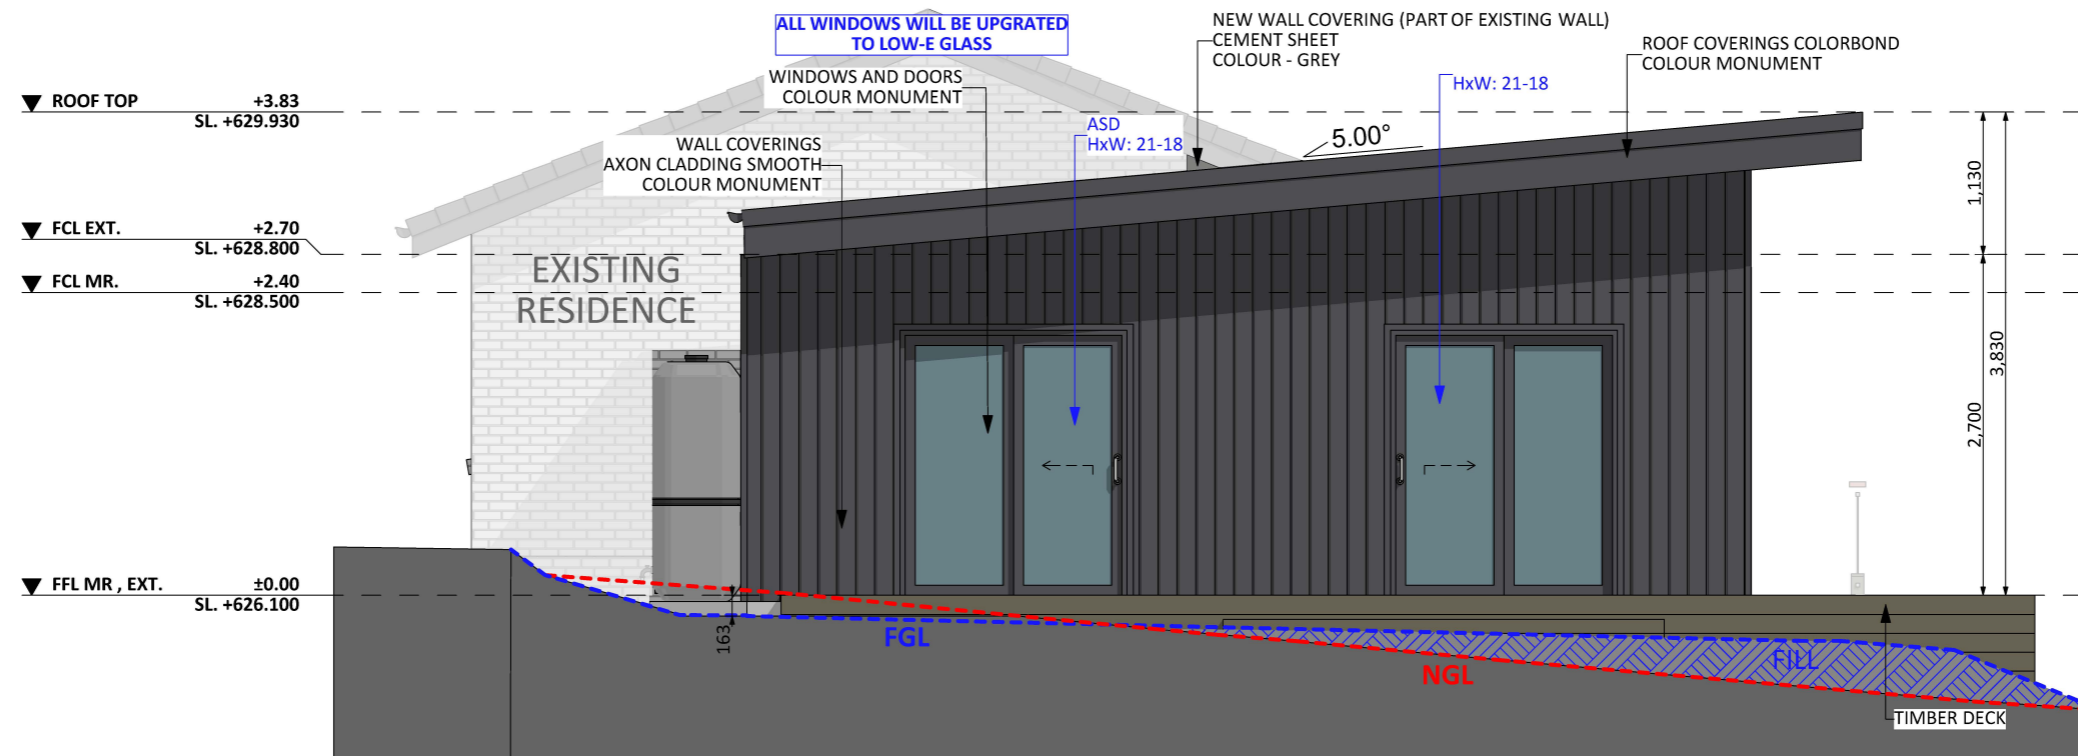 ALL WINDOWS WILL BE UPGRATED
TO LOW-E GLASS
NEW WALL COVERING (PART OF EXISTING WALL)
CEMENT SHEET
COLOUR - GREY
ROOF COVERINGS COLORBOND
COLOUR MONUMENT
WINDOWS AND DOORS
COLOUR MONUMENT
HxW: 21-18
ROOF TOP +3.83
SL. +629.930
ASD
HxW: 21-18
5.00°
WALL COVERINGS
AXON CLADDING SMOOTH
COLOUR MONUMENT
1,130
FCL EXT. +2.70
SL. +628.800
EXISTING
RESIDENCE
FCL MR. +2.40
SL. +628.500
3,830
2,700
FFL MR , EXT. ±0.00
SL. +626.100
163
FGL
NGL
FILL
TIMBER DECK